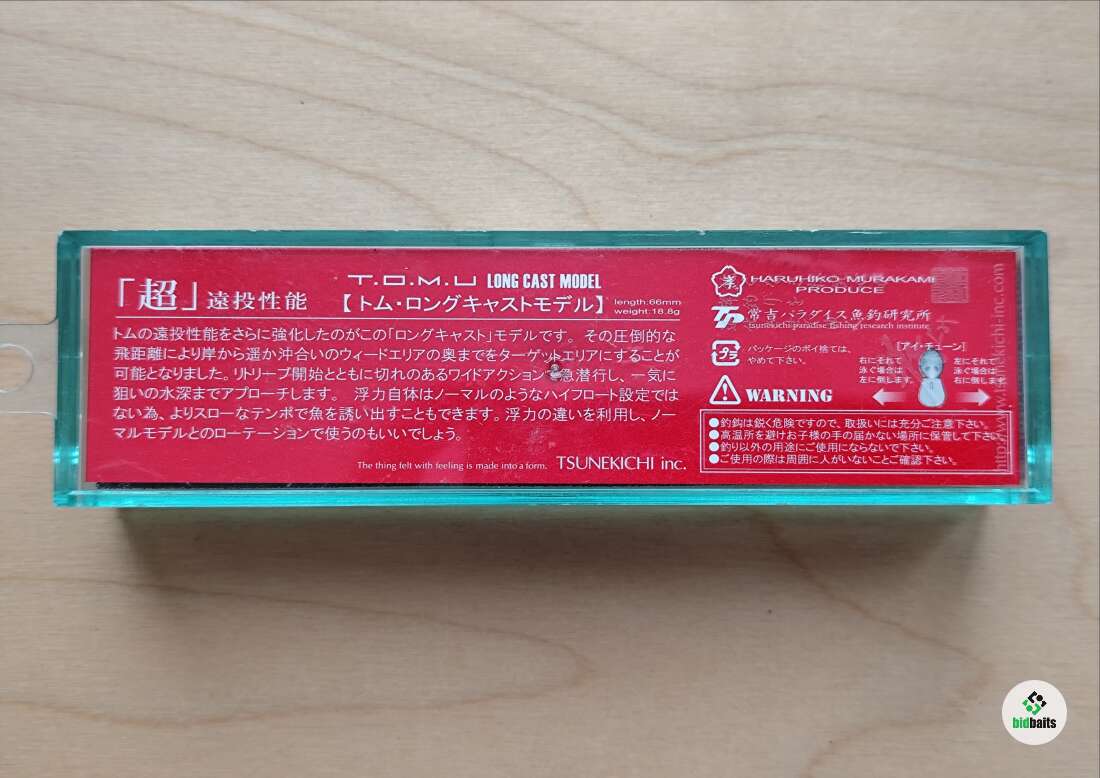 「超」遠投性能
T.O.M.U LONG CAST MODEL
【トム・ロングキャストモデル】
length:66mm
weight:18.8g
トムの遠投性能をさらに強化したのがこの「ロングキャスト」モデルです。その圧倒的な
飛距離により岸から遥か沖合いのウィードエリアの奥までをターゲットエリアにすることが
可能となりました。リトリーブ開始とともに切れのあるワイドアクションで急潜行し、一気に
狙いの水深までアプローチします。 浮力自体はノーマルのようなハイフロート設定では
ない為、よりスローなテンポで魚を誘い出すこともできます。浮力の違いを利用し、ノー
マルモデルとのローテーションで使うのもいいでしょう。
The thing felt with feeling is made into a form. TSUNEKICHI inc.
HARUHIKO MURAKAMI
PRODUCE
常吉パラダイス魚釣研究所
tsunekichi paradise fishing research institute
プラ
パッケージのポイ捨ては、
やめて下さい。
[アイ・チューン]
右にそれて
泳ぐ場合は
左に倒します。
左にそれて
泳ぐ場合は
右に倒します。
WARNING
●釣鈎は鋭く危険ですので、取扱いには充分ご注意下さい。
●高温所を避けお子様の手の届かない場所に保管して下さい。
●釣り以外の用途にご使用にならないで下さい。
●ご使用の際は周囲に人がいないことご確認下さい。
http://www.tsunekichi-inc.com
bidbaits